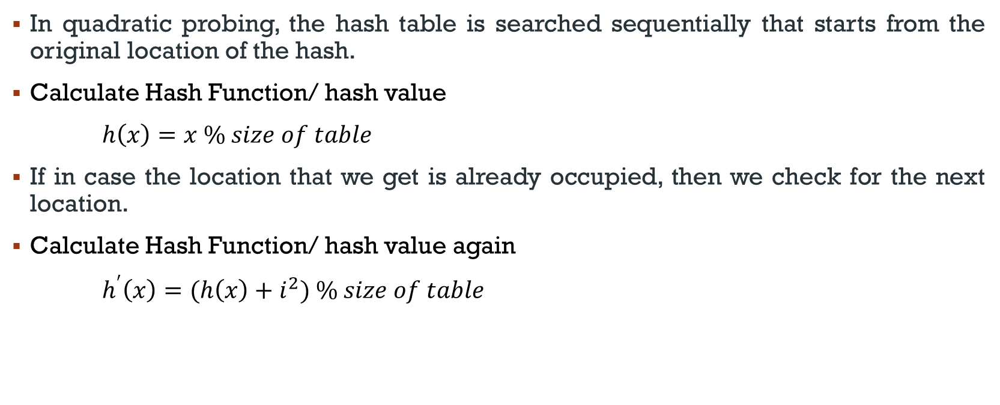 ▪ In quadratic probing, the hash table is searched sequentially that starts from the
original location of the hash.
▪ Calculate Hash Function/ hash value
h(x) = x % size of table
▪ If in case the location that we get is already occupied, then we check for the next
location.
▪ Calculate Hash Function/ hash value again
h′(x) = (h(x) + i²) % size of table